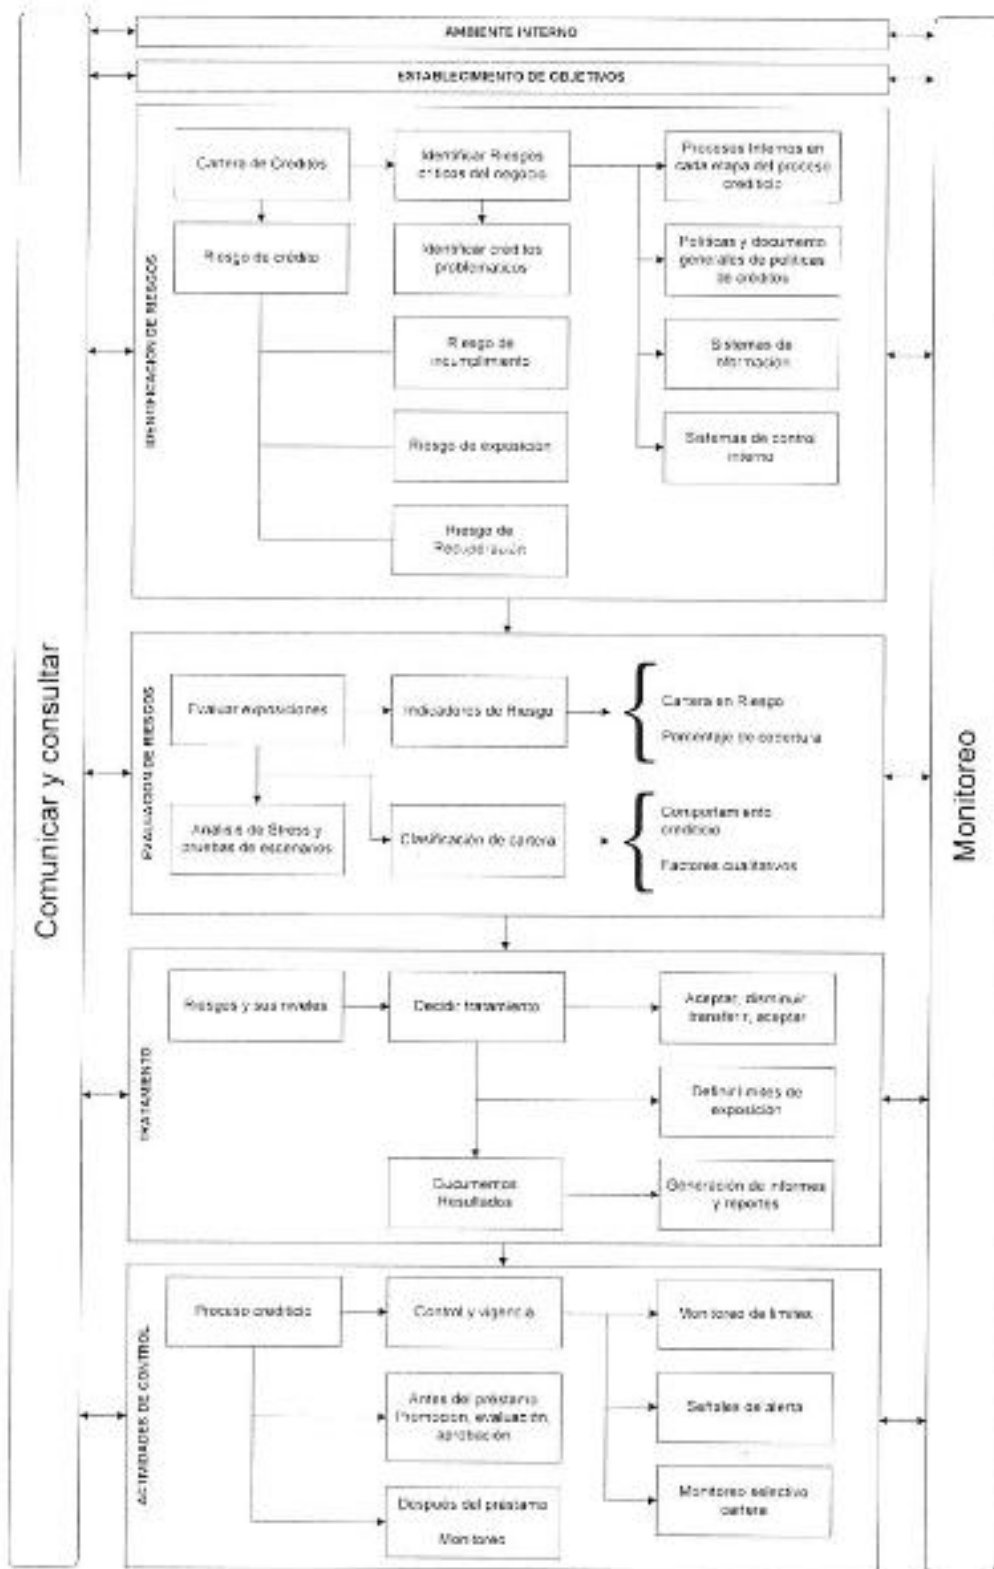 AMBIENTE INTERNO
ESTABLECIMIENTO DE OBJETIVOS
Comunicar y consultar
Monitoreo
IDENTIFICACION DE RIESGOS
Cartera de Créditos
Identificar Riesgos
críticos del negocio
Procesos Internos en
cada etapa del proceso
crediticio
Riesgo de crédito
Identificar créditos
problemáticos
Políticas y documento
generales de políticas
de créditos
Riesgo de
incumplimiento
Sistemas de
información
Riesgo de exposición
Sistemas de control
interno
Riesgo de
Recuperación
EVALUACION DE RIESGOS
Evaluar exposiciones
Indicadores de Riesgo
Cartera en Riesgo
Porcentaje de cobertura
Análisis de Stress y
pruebas de escenarios
Clasificación de cartera
Comportamiento
crediticio
Factores cualitativos
TRATAMIENTO
Riesgos y sus niveles
Decidir tratamiento
Aceptar, disminuir
transferir, aceptar
Definir límites de
exposición
Documentos
Resultados
Generación de informes
y reportes
ACTIVIDADES DE CONTROL
Proceso crediticio
Control y vigencia
Monitoreo de límites
Antes del préstamo
Promoción, evaluación,
aprobación
Señales de alerta
Después del préstamo
Monitoreo
Monitoreo selectivo
cartera